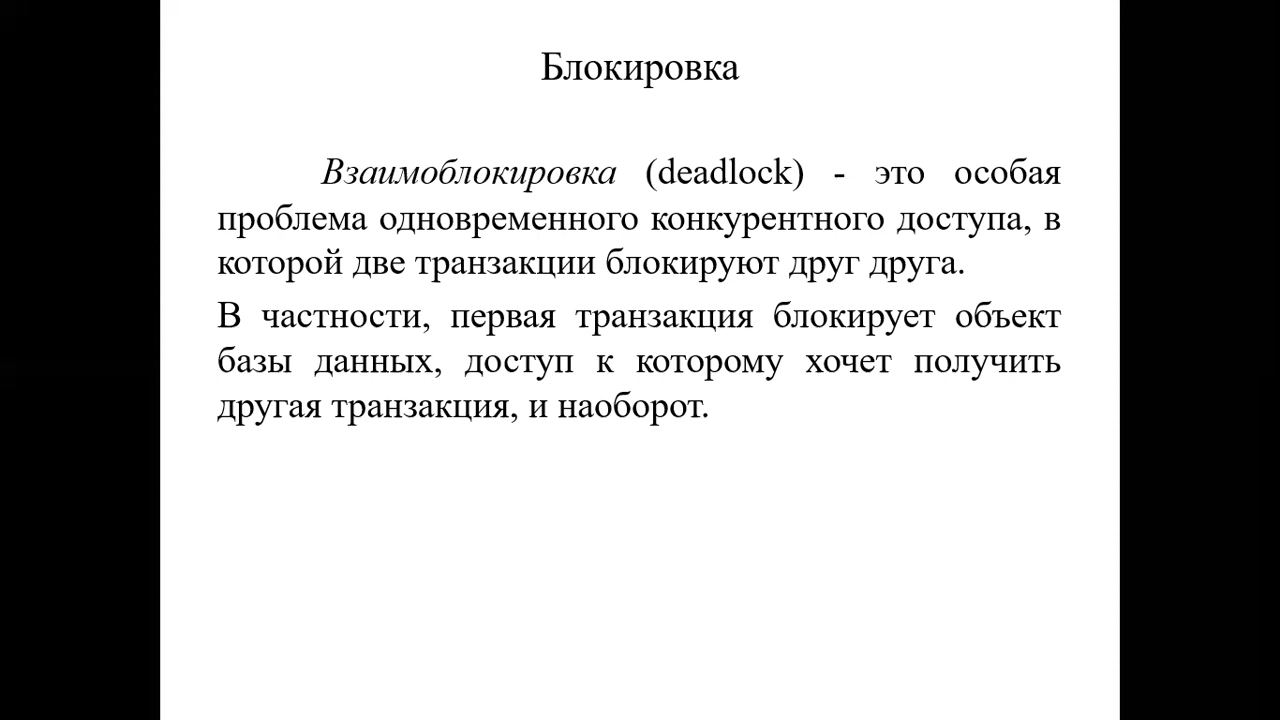 Блокировка
Взаимоблокировка (deadlock) - это особая
проблема одновременного конкурентного доступа, в
которой две транзакции блокируют друг друга.
В частности, первая транзакция блокирует объект
базы данных, доступ к которому хочет получить
другая транзакция, и наоборот.